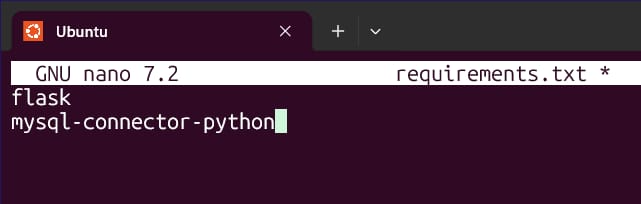 Ubuntu
GNU nano 7.2 requirements.txt *
flask
mysql-connector-python